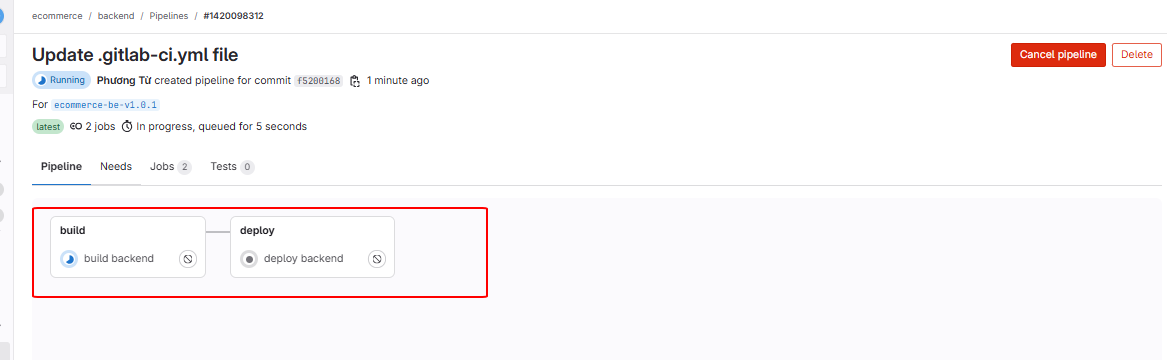 ecommerce / backend / Pipelines / #1420098312
Update .gitlab-ci.yml file
Cancel pipeline Delete
Running Phương Từ created pipeline for commit f5200168 1 minute ago
For ecommerce-be-v1.0.1
latest 2 jobs In progress, queued for 5 seconds
Pipeline Needs Jobs 2 Tests 0
build deploy
build backend deploy backend